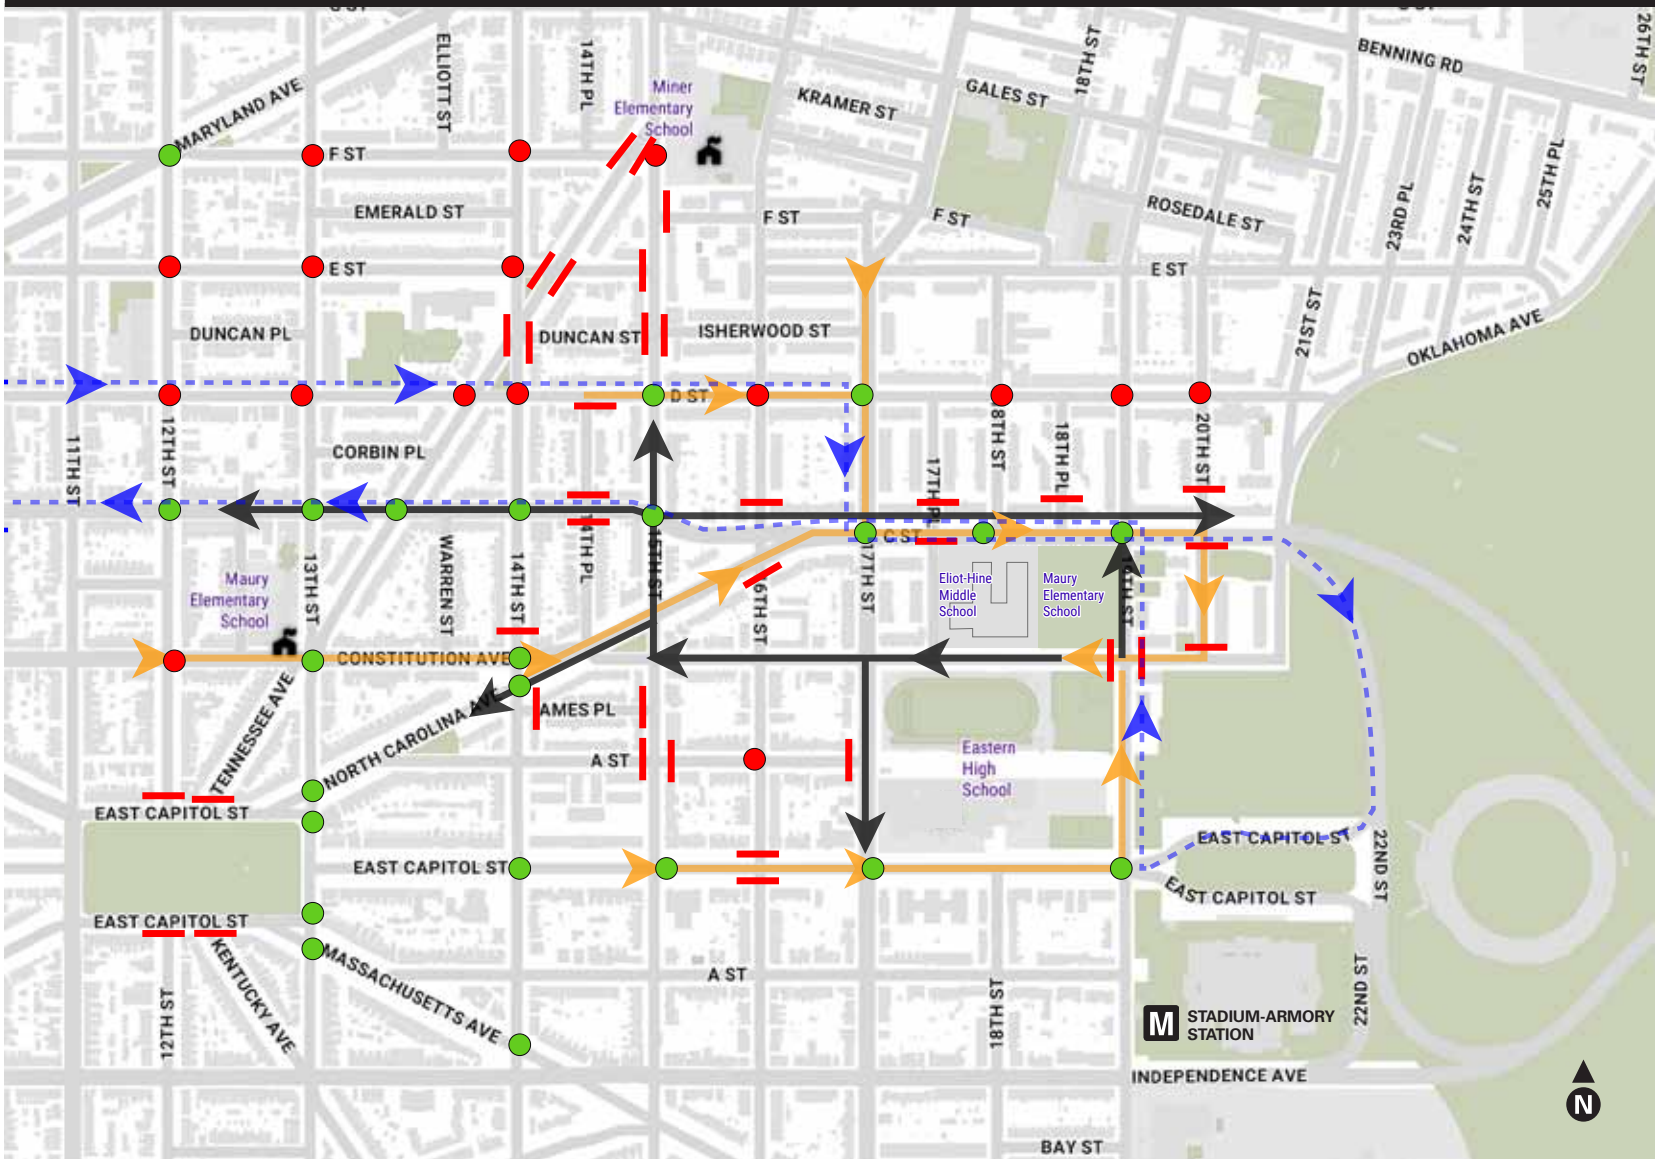 ELLIOTT ST
14TH PL
18TH ST
26TH ST
BENNING RD
MARYLAND AVE
Miner
Elementary
School
KRAMER ST
GALES ST
F ST
25TH PL
24TH ST
23RD PL
EMERALD ST
F ST
F ST
ROSEDALE ST
E ST
E ST
DUNCAN PL
DUNCAN ST
ISHERWOOD ST
21ST ST
OKLAHOMA AVE
D ST
11TH ST
12TH ST
CORBIN PL
17TH PL
18TH PL
20TH ST
C ST
13TH ST
WARREN ST
14TH ST
15TH ST
17TH ST
Maury
Elementary
School
Eliot-Hine
Middle
School
Maury
Elementary
School
CONSTITUTION AVE
TENNESSEE AVE
NORTH CAROLINA AVE
AMES PL
A ST
Eastern
High
School
EAST CAPITOL ST
EAST CAPITOL ST
EAST CAPITOL ST
EAST CAPITOL ST
22ND ST
EAST CAPITOL ST
KENTUCKY AVE
MASSACHUSETTS AVE
A ST
12TH ST
18TH ST
22ND ST
M
STADIUM-ARMORY
STATION
INDEPENDENCE AVE
N
BAY ST